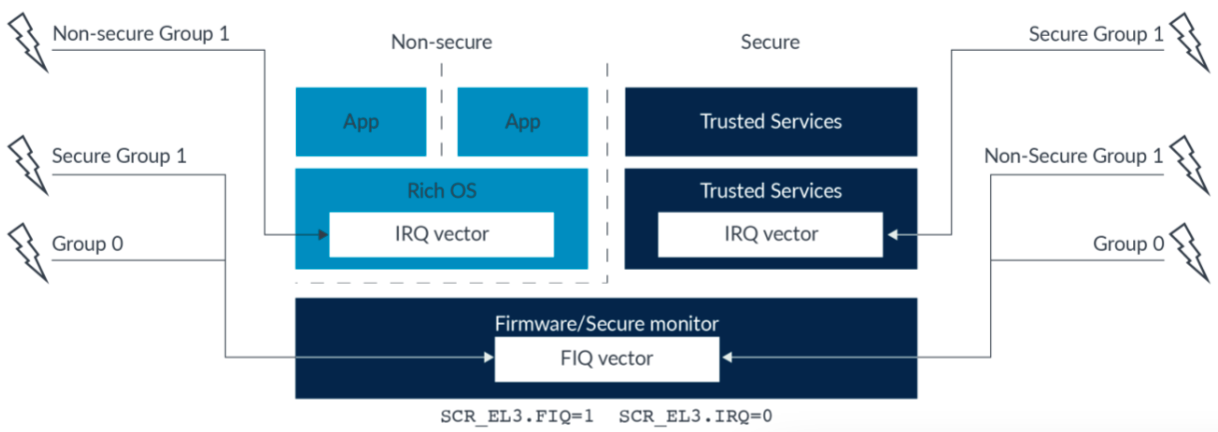 Non-secure Group 1
Secure Group 1
Non-secure
Secure
App
App
Trusted Services
Secure Group 1
Non-Secure Group 1
Rich OS
Trusted Services
IRQ vector
IRQ vector
Group 0
Group 0
Firmware/Secure monitor
FIQ vector
SCR_EL3.FIQ=1 SCR_EL3.IRQ=0